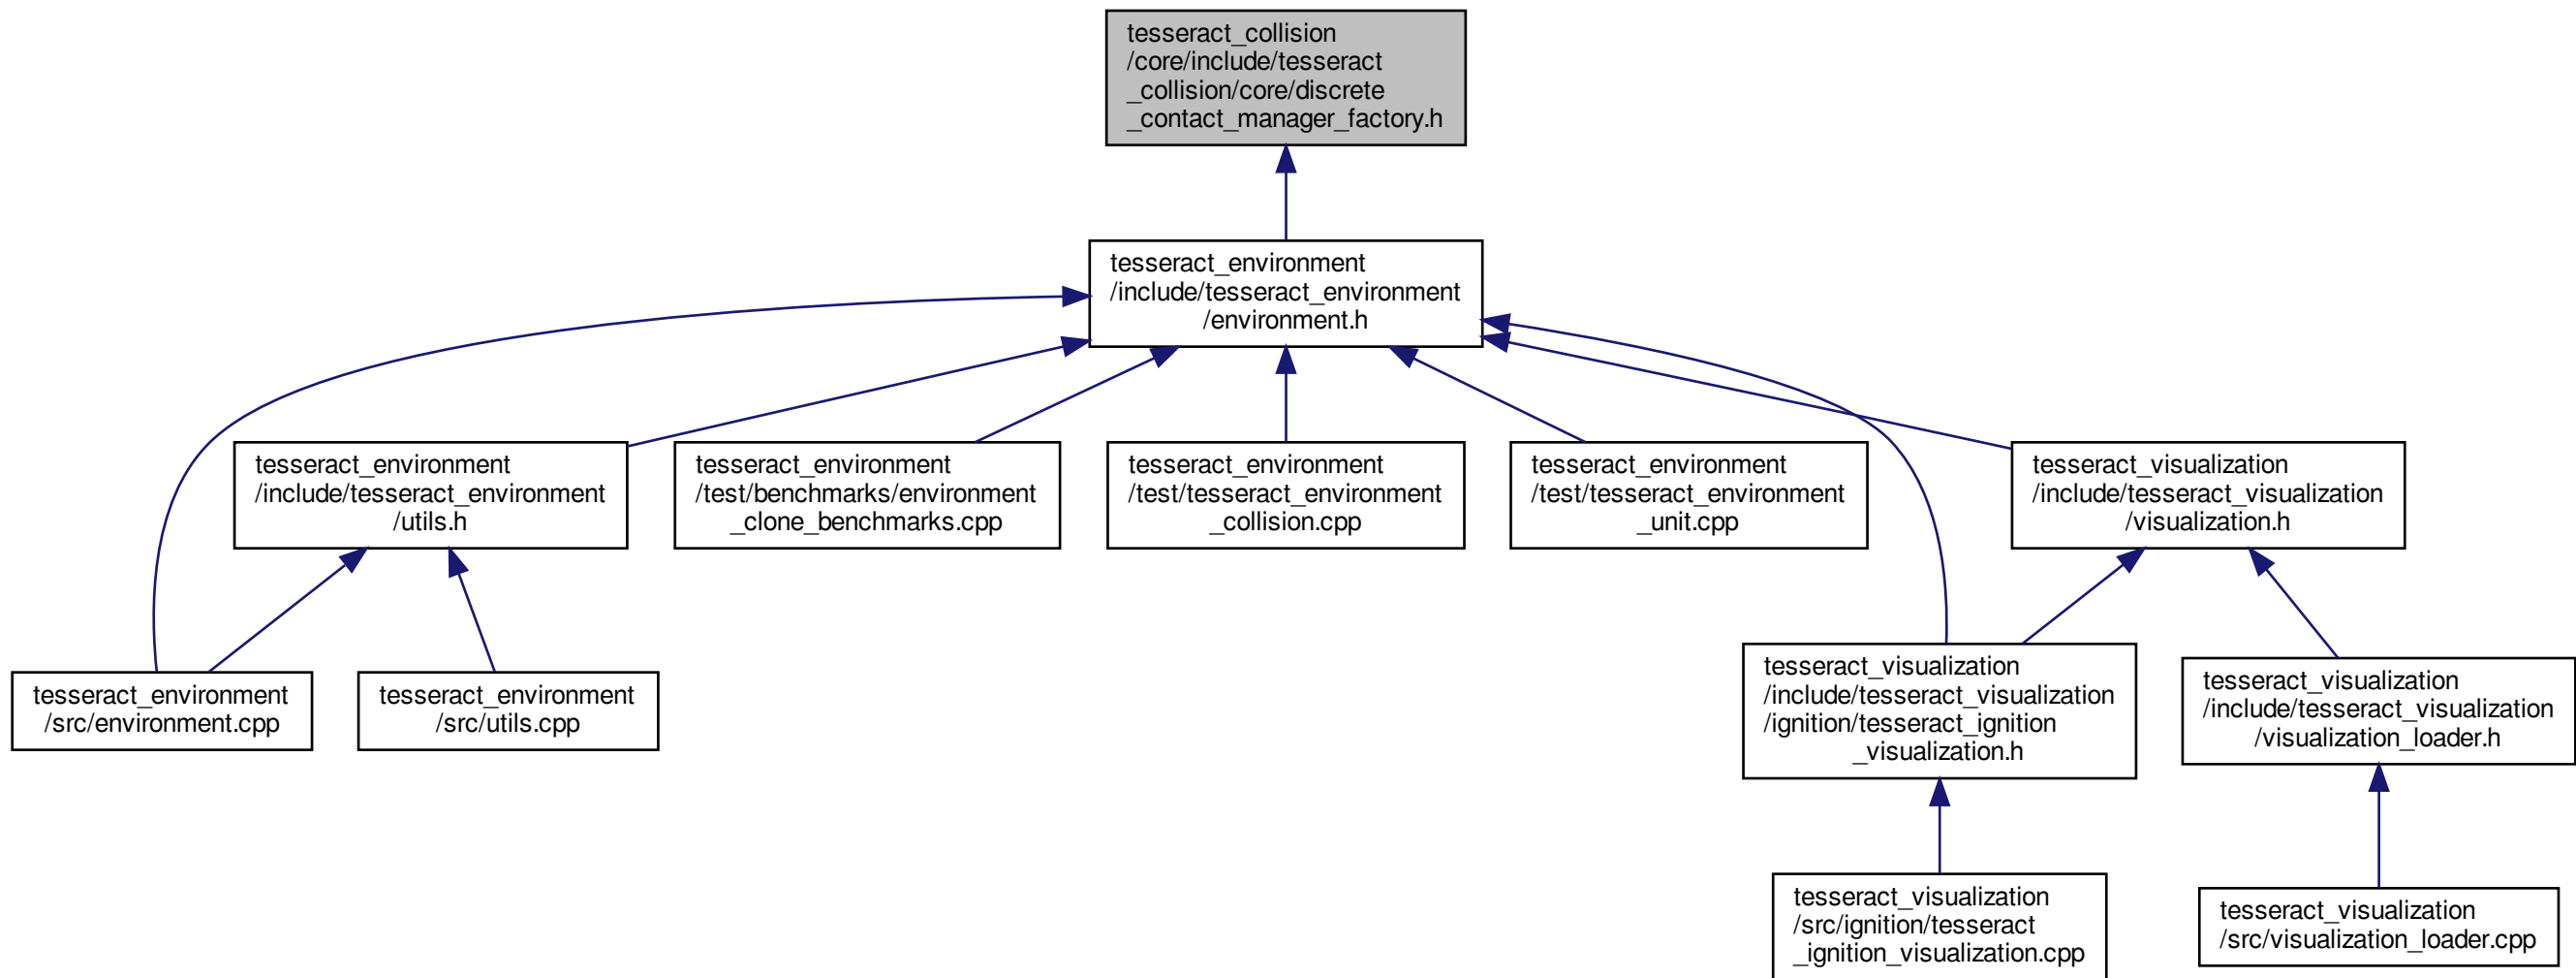 tesseract_collision
/core/include/tesseract
_collision/core/discrete
_contact_manager_factory.h
tesseract_environment
/include/tesseract_environment
/environment.h
tesseract_environment
/include/tesseract_environment
/utils.h
tesseract_environment
/test/benchmarks/environment
_clone_benchmarks.cpp
tesseract_environment
/test/tesseract_environment
_collision.cpp
tesseract_environment
/test/tesseract_environment
_unit.cpp
tesseract_visualization
/include/tesseract_visualization
/visualization.h
tesseract_environment
/src/environment.cpp
tesseract_environment
/src/utils.cpp
tesseract_visualization
/include/tesseract_visualization
/ignition/tesseract_ignition
_visualization.h
tesseract_visualization
/include/tesseract_visualization
/visualization_loader.h
tesseract_visualization
/src/ignition/tesseract
_ignition_visualization.cpp
tesseract_visualization
/src/visualization_loader.cpp